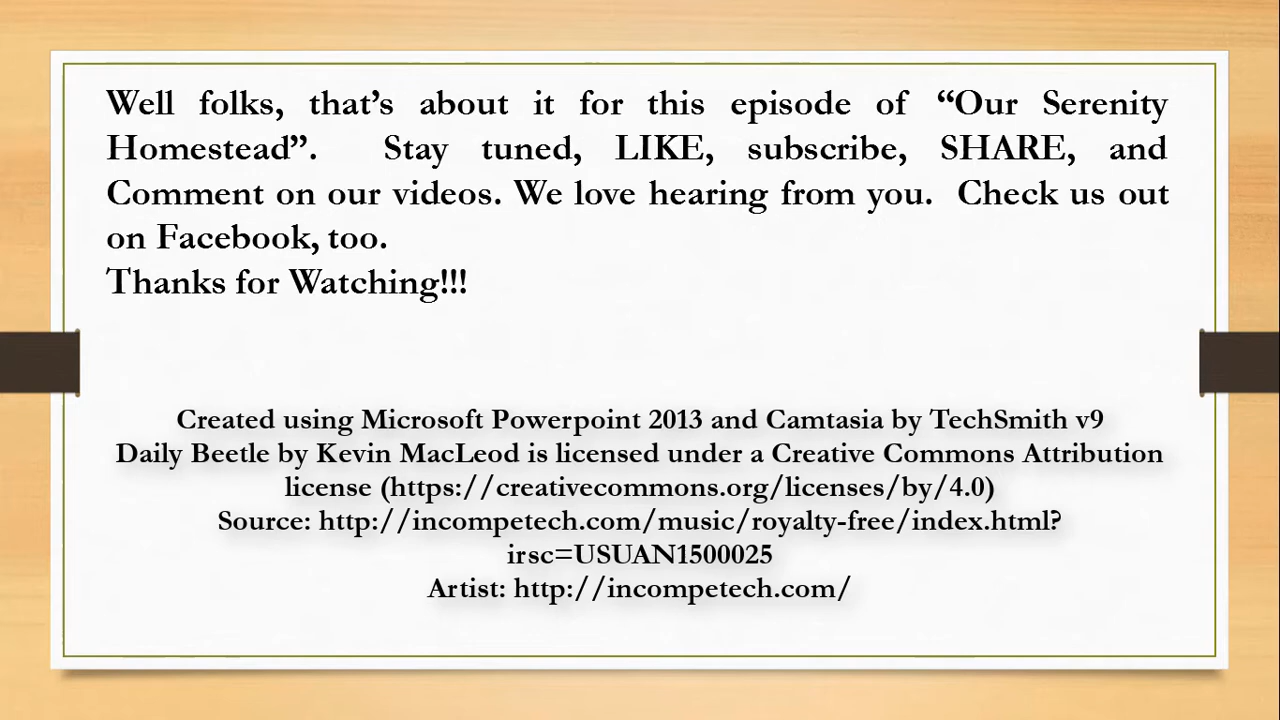 Well folks, that’s about it for this episode of “Our Serenity
Homestead”.  Stay tuned, LIKE, subscribe, SHARE, and
Comment on our videos. We love hearing from you.  Check us out
on Facebook, too.
Thanks for Watching!!!
Created using Microsoft Powerpoint 2013 and Camtasia by TechSmith v9
Daily Beetle by Kevin MacLeod is licensed under a Creative Commons Attribution
license (https://creativecommons.org/licenses/by/4.0)
Source: http://incompetech.com/music/royalty-free/index.html?
irsc=USUAN1500025
Artist: http://incompetech.com/